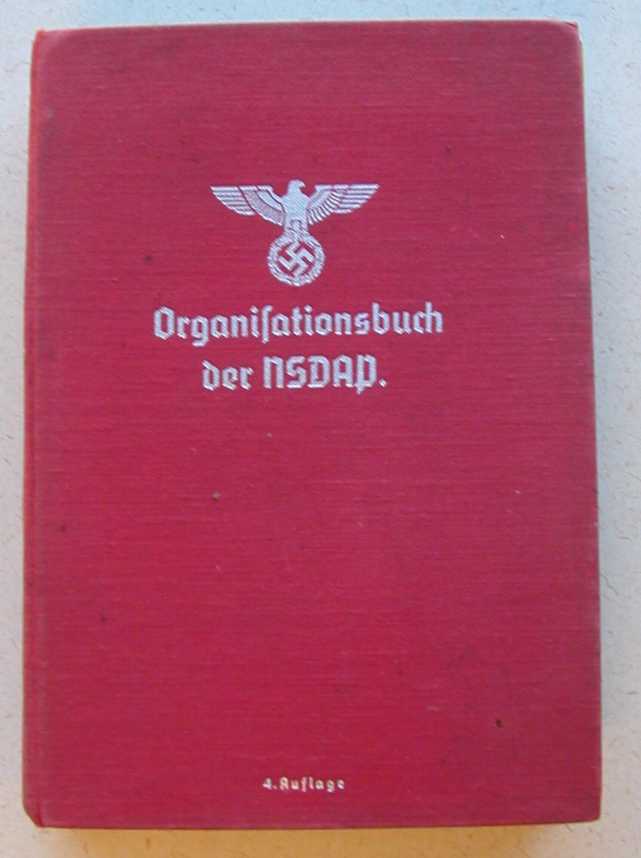 Organiſationsbuch
der NSDAP.
4. Auflage